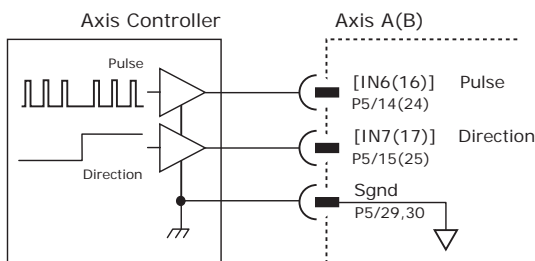 Axis Controller Axis A(B)
Pulse
[IN6(16)] Pulse
P5/14(24)
[IN7(17)] Direction
P5/15(25)
Direction
Sgnd
P5/29,30